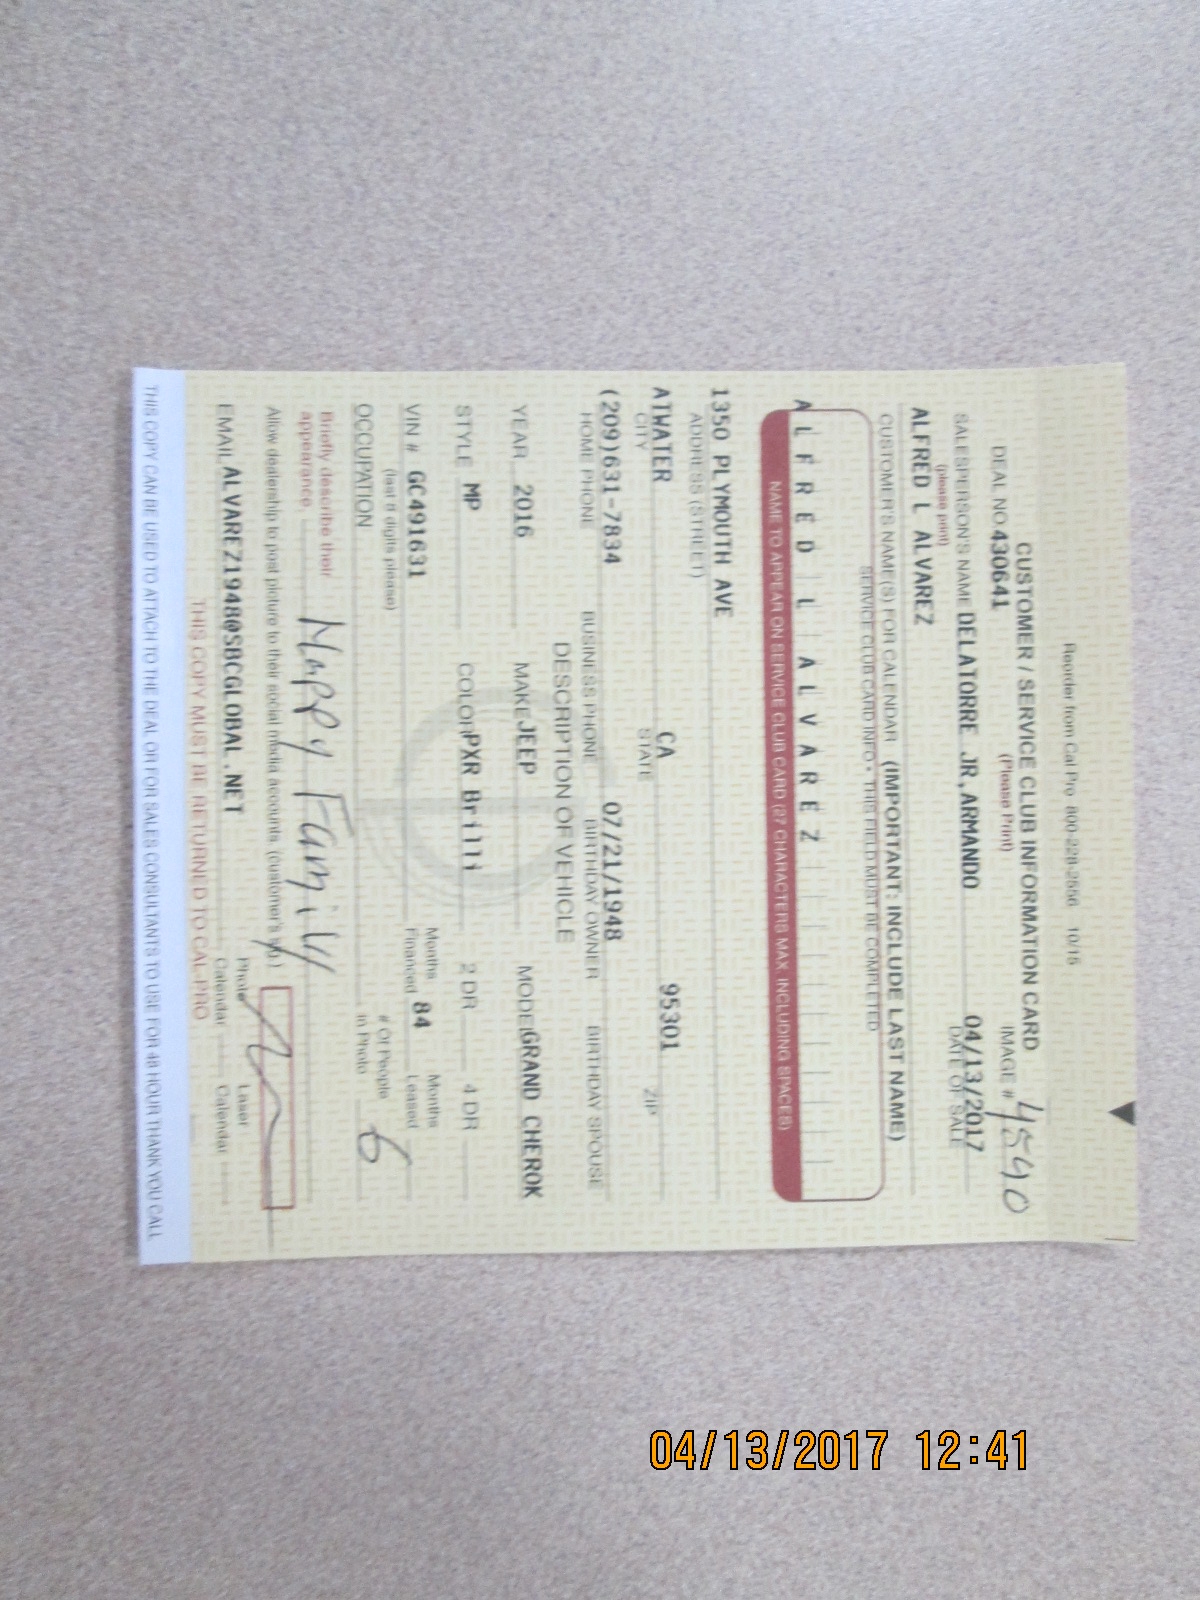 Reorder from Cal Pro 800-228-2556 10/15
CUSTOMER / SERVICE CLUB INFORMATION CARD
(Please Print)
IMAGE # 4590
DEAL NO. 430641
SALESPERSON'S NAME DELATORRE JR,ARMANDO 04/13/2017
(please print) DATE OF SALE
ALFRED L ALVAREZ
CUSTOMER'S NAME(S) FOR CALENDAR (IMPORTANT: INCLUDE LAST NAME)
SERVICE CLUB CARD INFO • THIS FIELD MUST BE COMPLETED
A L F R E D L A L V A R E Z
NAME TO APPEAR ON SERVICE CLUB CARD (27 CHARACTERS MAX. INCLUDING SPACES)
1350 PLYMOUTH AVE
ADDRESS (STREET)
ATWATER CA 95301
CITY STATE ZIP
(209)631-7834 07/21/1948
HOME PHONE BUSINESS PHONE BIRTHDAY OWNER BIRTHDAY SPOUSE
DESCRIPTION OF VEHICLE
YEAR 2016 MAKE JEEP MODEL GRAND CHEROK
STYLE MP COLOR PXR Brilli 2 DR 4 DR
VIN # GC491631 Months Financed 84 Months Leased
(last 8 digits please)
OCCUPATION # Of People in Photo 6
Briefly describe their appearance. Happy Family
Allow dealership to post picture to their social media accounts. (customer's sig.)
EMAIL ALVAREZ1948@SBCGLOBAL.NET Photo Calendar Laser Calendar
THIS COPY MUST BE RETURNED TO CAL-PRO
THIS COPY CAN BE USED TO ATTACH TO THE DEAL OR FOR SALES CONSULTANTS TO USE FOR 48 HOUR THANK YOU CALL
04/13/2017 12:41